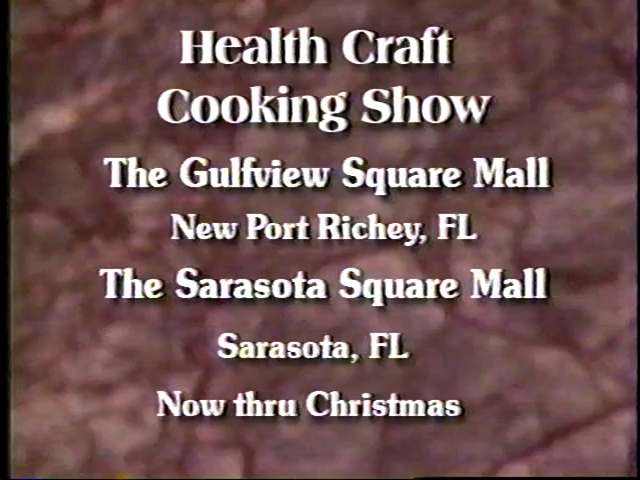 Health Craft
Cooking Show
The Gulfview Square Mall
New Port Richey, FL
The Sarasota Square Mall
Sarasota, FL
Now thru Christmas